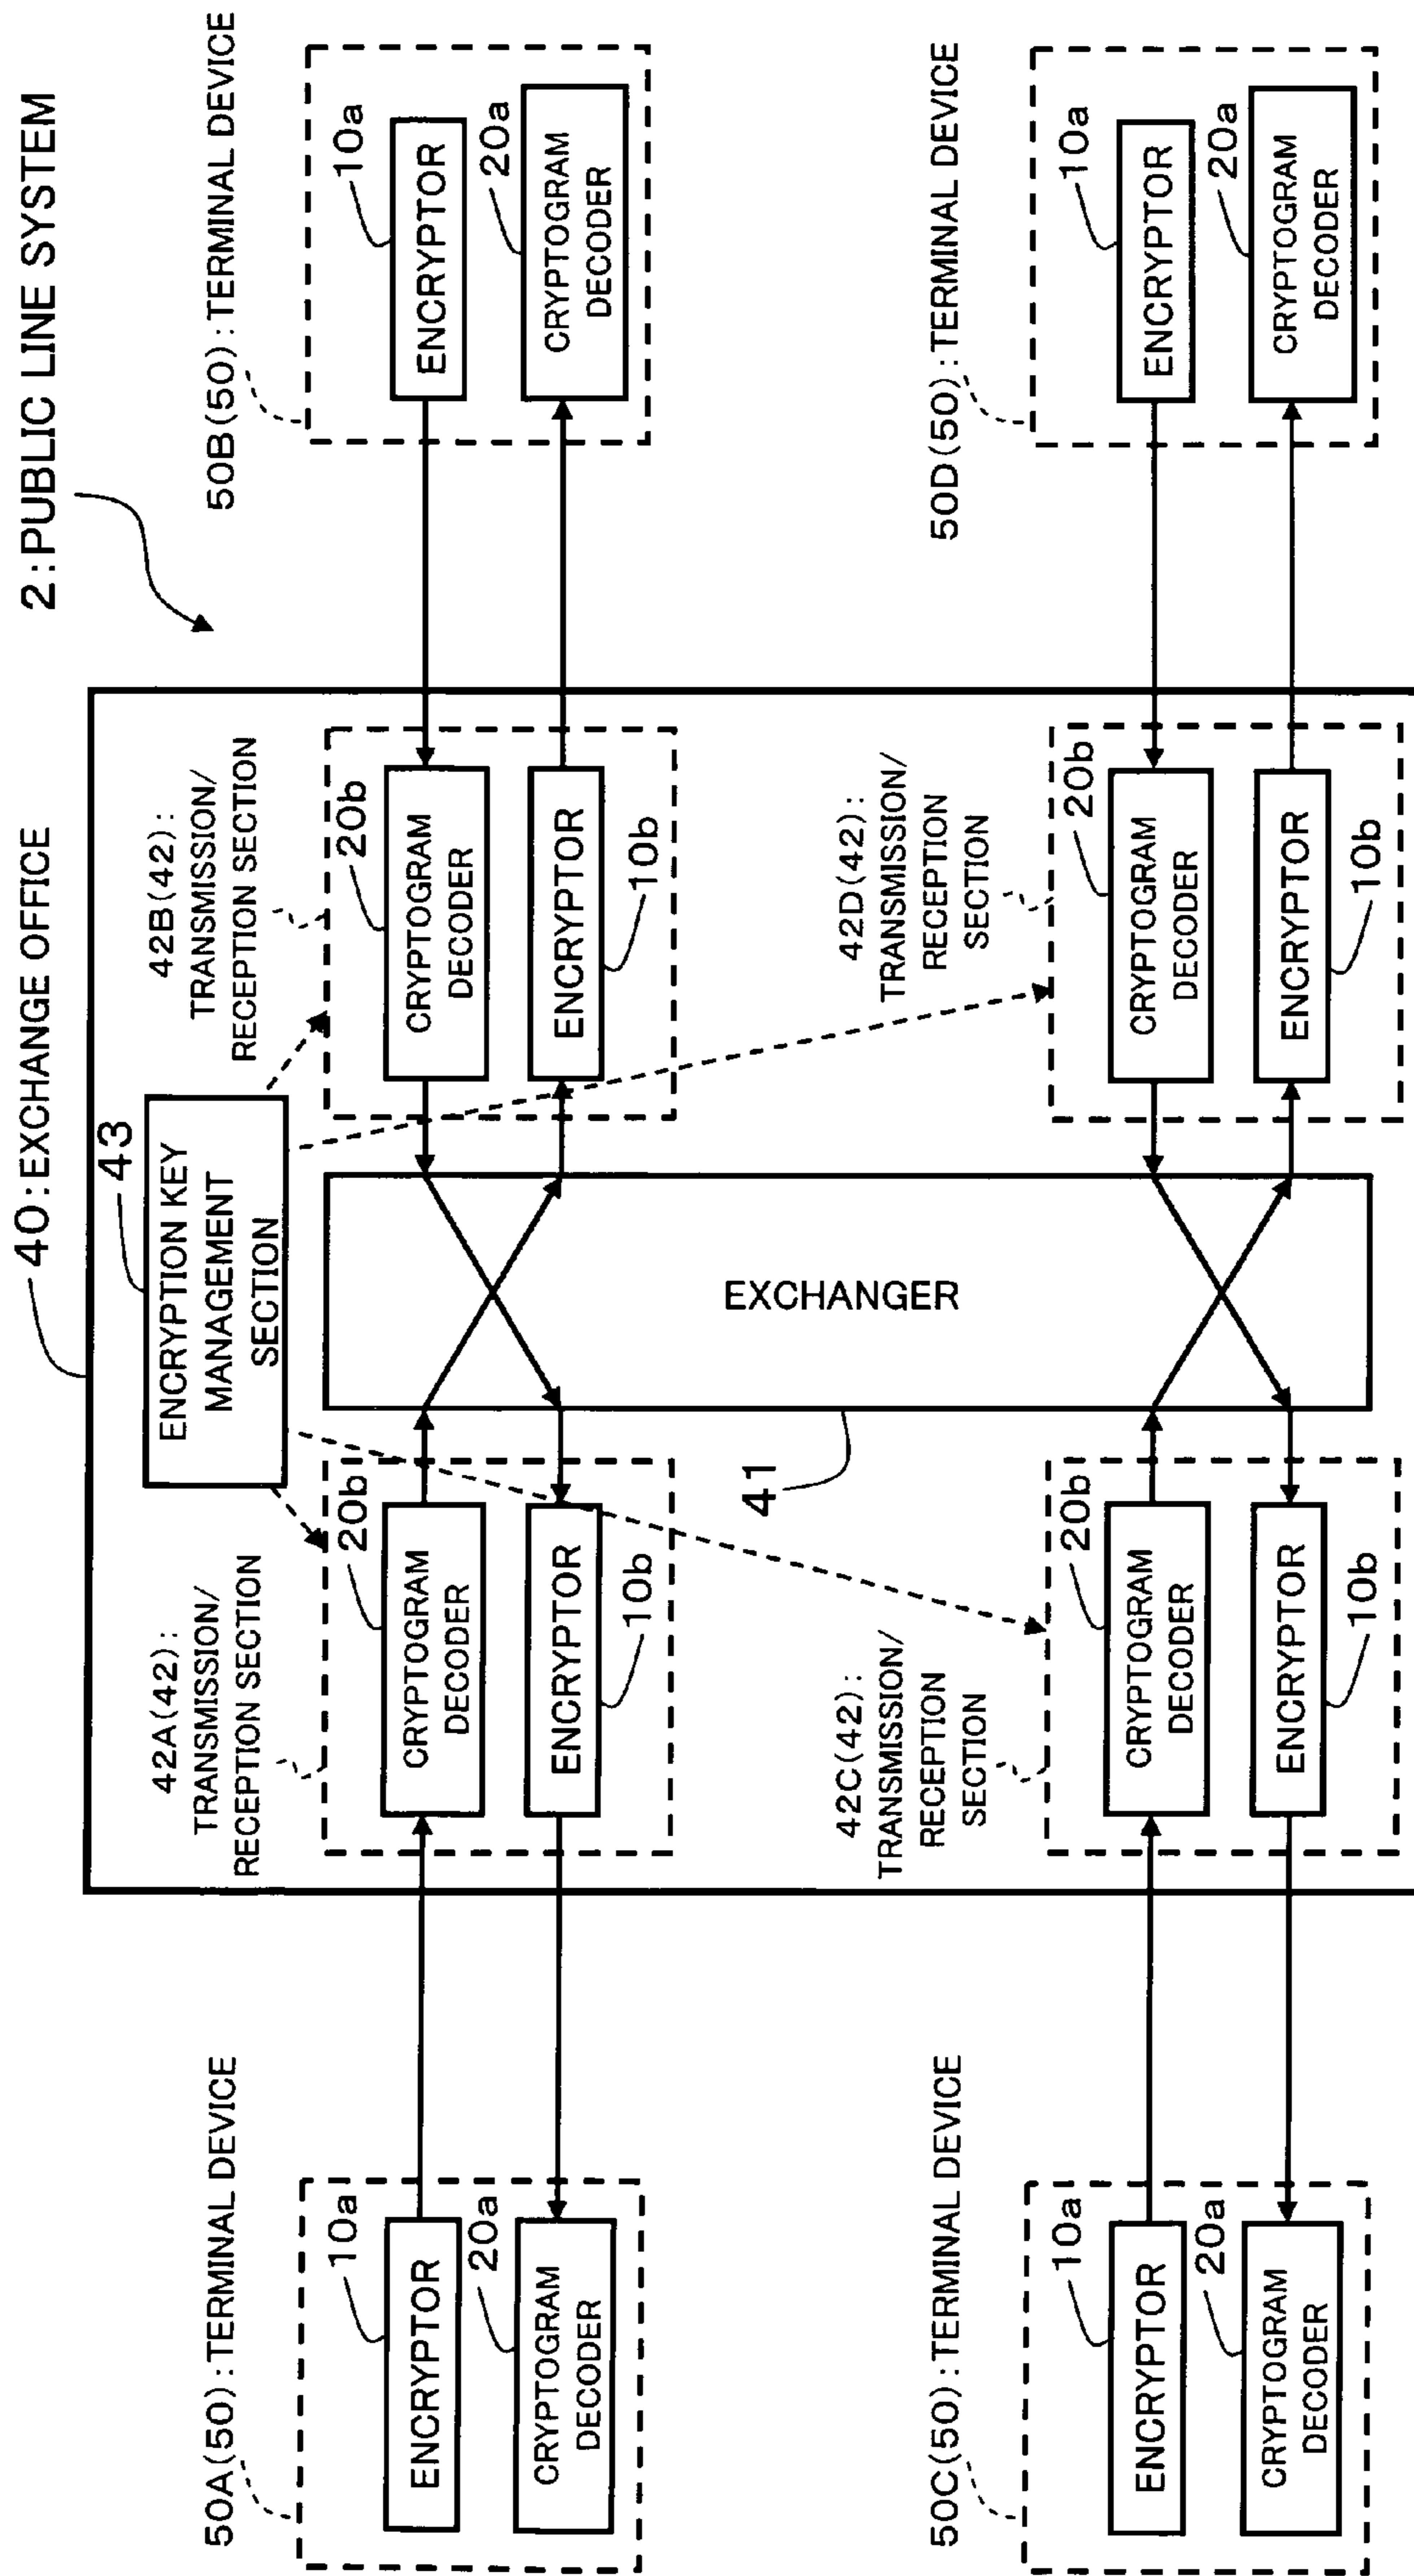 2:PUBLIC LINE SYSTEM
40:EXCHANGE OFFICE
43
ENCRYPTION KEY
MANAGEMENT
SECTION
50A(50):TERMINAL DEVICE
10a
ENCRYPTOR
20a
CRYPTOGRAM
DECODER
42A(42):
TRANSMISSION/
RECEPTION SECTION
20b
CRYPTOGRAM
DECODER
ENCRYPTOR
10b
42B(42):
TRANSMISSION/
RECEPTION SECTION
20b
CRYPTOGRAM
DECODER
ENCRYPTOR
10b
50B(50):TERMINAL DEVICE
10a
ENCRYPTOR
20a
CRYPTOGRAM
DECODER
EXCHANGER
41
50C(50):TERMINAL DEVICE
10a
ENCRYPTOR
20a
CRYPTOGRAM
DECODER
42C(42):
TRANSMISSION/
RECEPTION
SECTION
20b
CRYPTOGRAM
DECODER
ENCRYPTOR
10b
42D(42):
TRANSMISSION/
RECEPTION
SECTION
20b
CRYPTOGRAM
DECODER
ENCRYPTOR
10b
50D(50):TERMINAL DEVICE
10a
ENCRYPTOR
20a
CRYPTOGRAM
DECODER